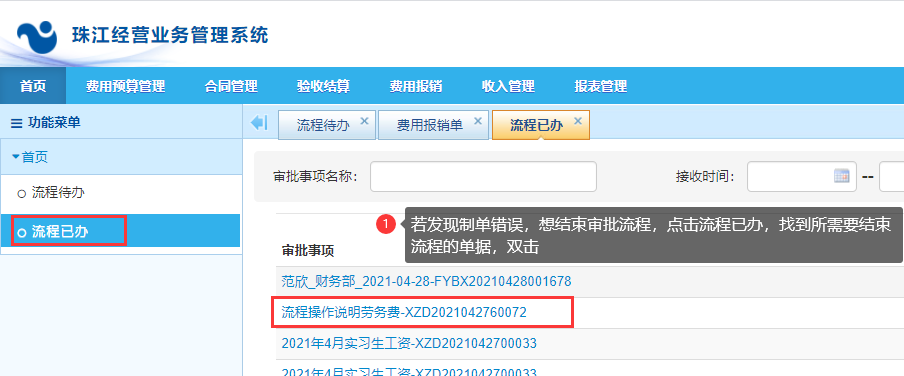 珠江经营业务管理系统
首页 费用预算管理 合同管理 验收结算 费用报销 收入管理 报表管理
功能菜单
流程待办 费用报销单 流程已办
首页
审批事项名称： 接收时间： --
流程待办
流程已办
1
若发现制单错误，想结束审批流程，点击流程已办，找到所需要结束
流程的单据，双击
审批事项
范欣_财务部_2021-04-28-FYBX20210428001678
流程操作说明劳务费-XZD2021042760072
2021年4月实习生工资-XZD2021042700033
2021年4月实习生工资-XZD2021042700033